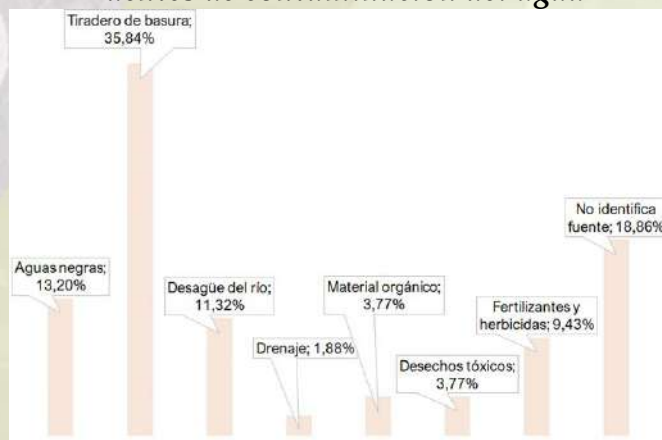 Tiradero de basura;
35,84%
Aguas negras;
13,20%
Desagüe del río;
11,32%
Drenaje; 1,88%
Material orgánico;
3,77%
Desechos tóxicos;
3,77%
Fertilizantes y
herbicidas; 9,43%
No identifica
fuente; 18,86%